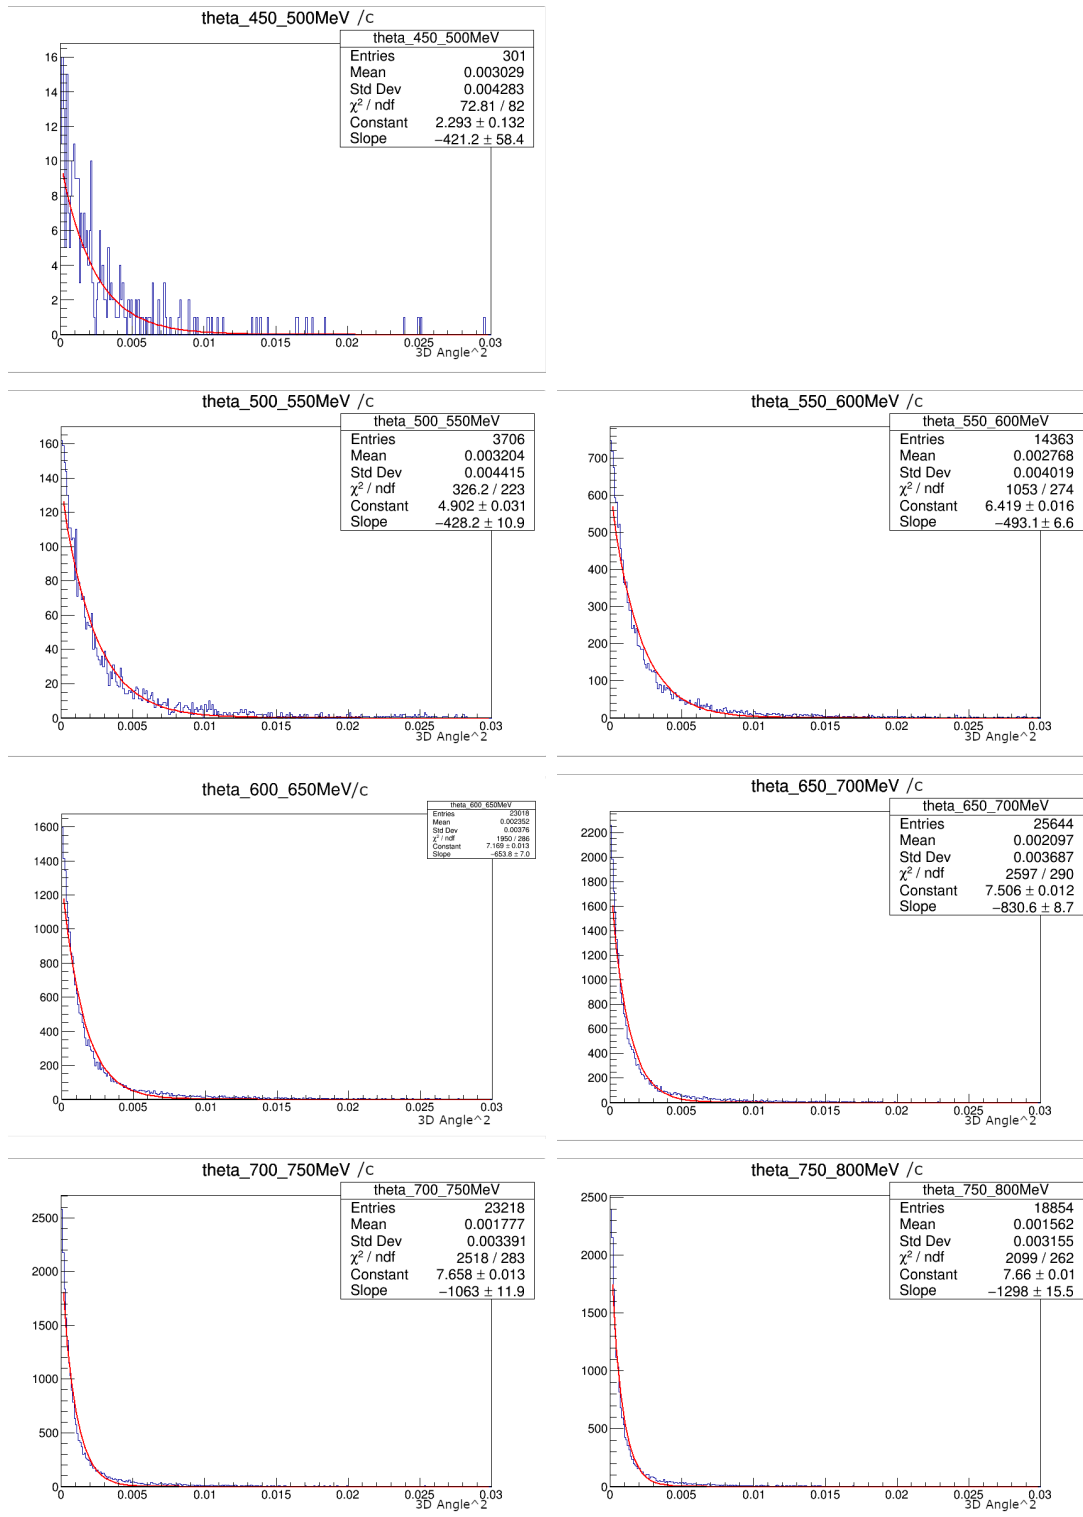 theta_450_500MeV /c
theta_450_500MeV
Entries 301
Mean 0.003029
Std Dev 0.004283
χ² / ndf 72.81 / 82
Constant 2.293 ± 0.132
Slope −421.2 ± 58.4
16
14
12
10
8
6
4
2
0
0 0.005 0.01 0.015 0.02 0.025 0.03
3D Angle^2
theta_500_550MeV /c
theta_500_550MeV
Entries 3706
Mean 0.003204
Std Dev 0.004415
χ² / ndf 326.2 / 223
Constant 4.902 ± 0.031
Slope −428.2 ± 10.9
160
140
120
100
80
60
40
20
0
0 0.005 0.01 0.015 0.02 0.025 0.03
3D Angle^2
theta_550_600MeV /c
theta_550_600MeV
Entries 14363
Mean 0.002768
Std Dev 0.004019
χ² / ndf 1053 / 274
Constant 6.419 ± 0.016
Slope −493.1 ± 6.6
700
600
500
400
300
200
100
0
0 0.005 0.01 0.015 0.02 0.025 0.03
3D Angle^2
theta_600_650MeV/c
theta_600_650MeV
Entries 23018
Mean 0.002352
Std Dev 0.00376
χ² / ndf 1950 / 286
Constant 7.169 ± 0.013
Slope −653.8 ± 7.0
1600
1400
1200
1000
800
600
400
200
0
0 0.005 0.01 0.015 0.02 0.025 0.03
3D Angle^2
theta_650_700MeV /c
theta_650_700MeV
Entries 25644
Mean 0.002097
Std Dev 0.003687
χ² / ndf 2597 / 290
Constant 7.506 ± 0.012
Slope −830.6 ± 8.7
2200
2000
1800
1600
1400
1200
1000
800
600
400
200
0
0 0.005 0.01 0.015 0.02 0.025 0.03
3D Angle^2
theta_700_750MeV /c
theta_700_750MeV
Entries 23218
Mean 0.001777
Std Dev 0.003391
χ² / ndf 2518 / 283
Constant 7.658 ± 0.013
Slope −1063 ± 11.9
2500
2000
1500
1000
500
0
0 0.005 0.01 0.015 0.02 0.025 0.03
3D Angle^2
theta_750_800MeV /c
theta_750_800MeV
Entries 18854
Mean 0.001562
Std Dev 0.003155
χ² / ndf 2099 / 262
Constant 7.66 ± 0.01
Slope −1298 ± 15.5
2500
2000
1500
1000
500
0
0 0.005 0.01 0.015 0.02 0.025 0.03
3D Angle^2